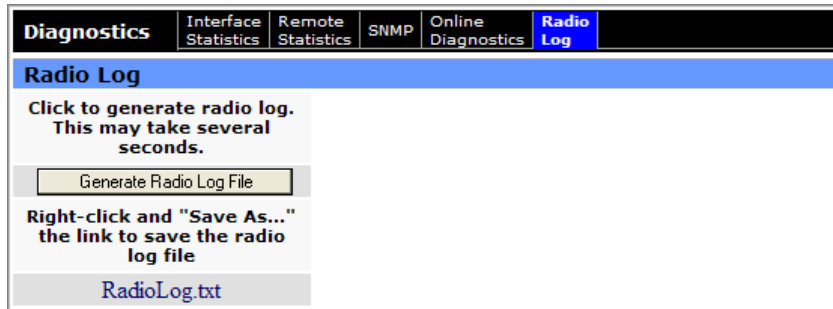 Diagnostics
Interface Statistics
Remote Statistics
SNMP
Online Diagnostics
Radio Log
Radio Log
Click to generate radio log.
This may take several
seconds.
Generate Radio Log File
Right-click and "Save As..."
the link to save the radio
log file
RadioLog.txt